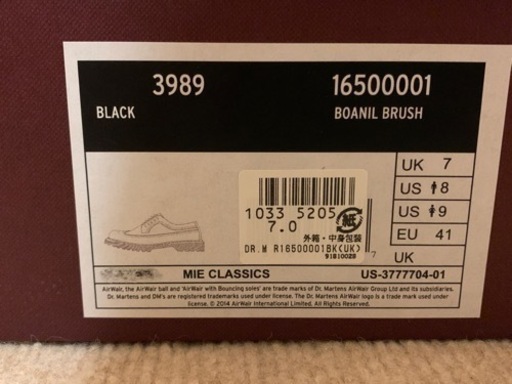 3989
16500001
BLACK
BOANIL BRUSH
UK 7
US 8
US 9
EU 41
UK
1033 5205
7.0
紙
外箱・中身包装
DR.M R16500001BK(UK)
91810028
7
MIE CLASSICS
US-3777704-01
AirWair, the AirWair ball and 'AirWair with Bouncing soles' are trade marks of Dr. Martens AirWair Group Ltd and its subsidiaries.
Dr. Martens and DM's are registered trademarks used under license. The Dr. Martens AirWair logo is a trade mark used
under license. © 2014 AirWair International Limited. All Rights Reserved.